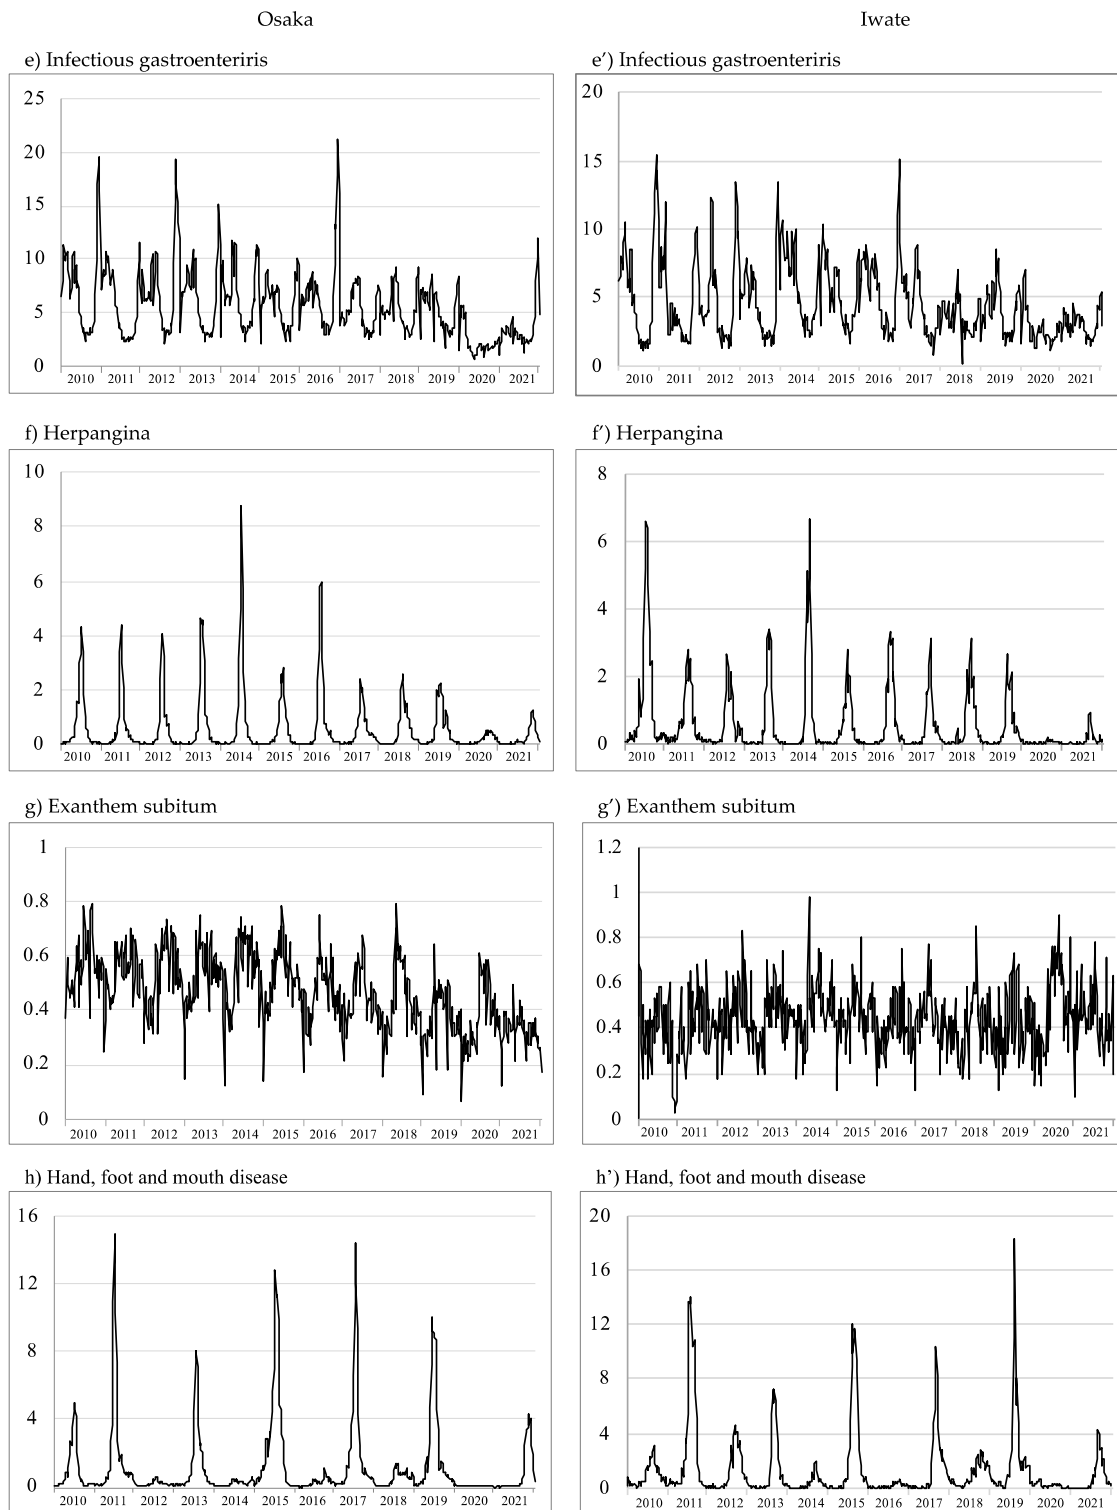 Osaka
Iwate
e) Infectious gastroenteriris
e′) Infectious gastroenteriris
25
20
15
10
5
0
2010 2011 2012 2013 2014 2015 2016 2017 2018 2019 2020 2021
20
15
10
5
0
2010 2011 2012 2013 2014 2015 2016 2017 2018 2019 2020 2021
f) Herpangina
f′) Herpangina
10
8
6
4
2
0
2010 2011 2012 2013 2014 2015 2016 2017 2018 2019 2020 2021
8
6
4
2
0
2010 2011 2012 2013 2014 2015 2016 2017 2018 2019 2020 2021
g) Exanthem subitum
g′) Exanthem subitum
1
0.8
0.6
0.4
0.2
0
2010 2011 2012 2013 2014 2015 2016 2017 2018 2019 2020 2021
1.2
1
0.8
0.6
0.4
0.2
0
2010 2011 2012 2013 2014 2015 2016 2017 2018 2019 2020 2021
h) Hand, foot and mouth disease
h’) Hand, foot and mouth disease
16
12
8
4
0
2010 2011 2012 2013 2014 2015 2016 2017 2018 2019 2020 2021
20
16
12
8
4
0
2010 2011 2012 2013 2014 2015 2016 2017 2018 2019 2020 2021